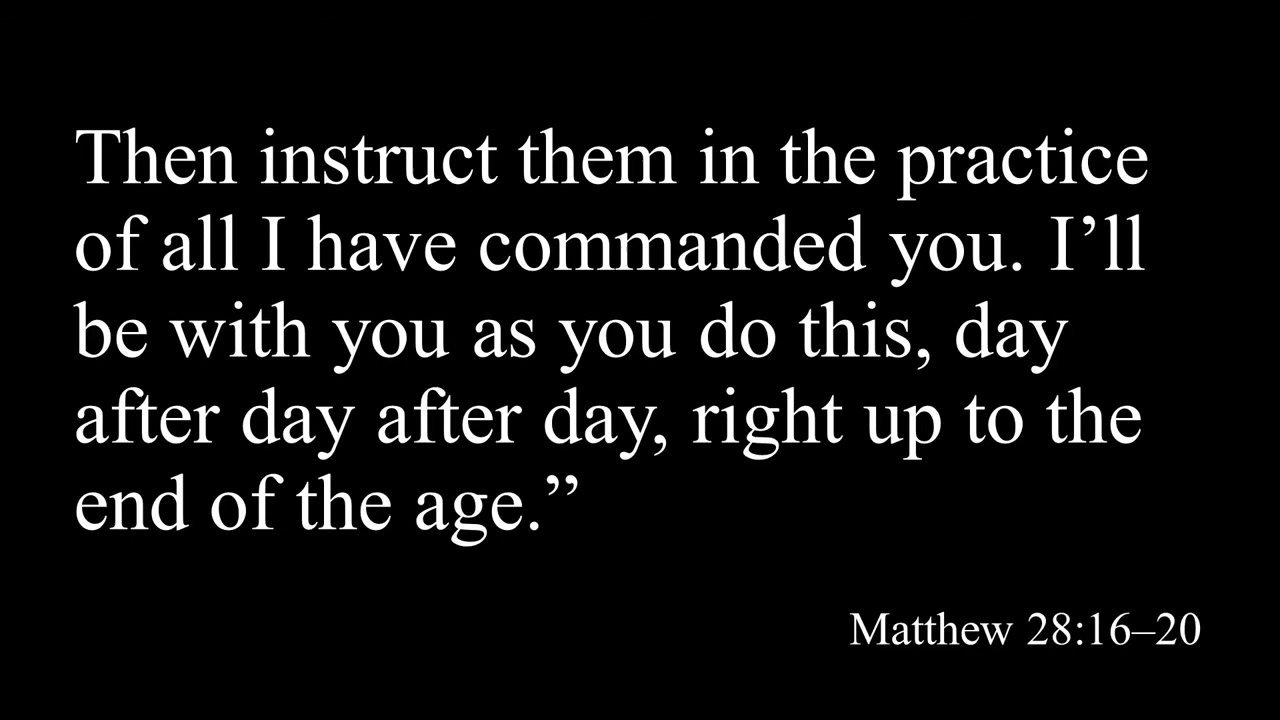 Then instruct them in the practice
of all I have commanded you. I’ll
be with you as you do this, day
after day after day, right up to the
end of the age.”
Matthew 28:16–20